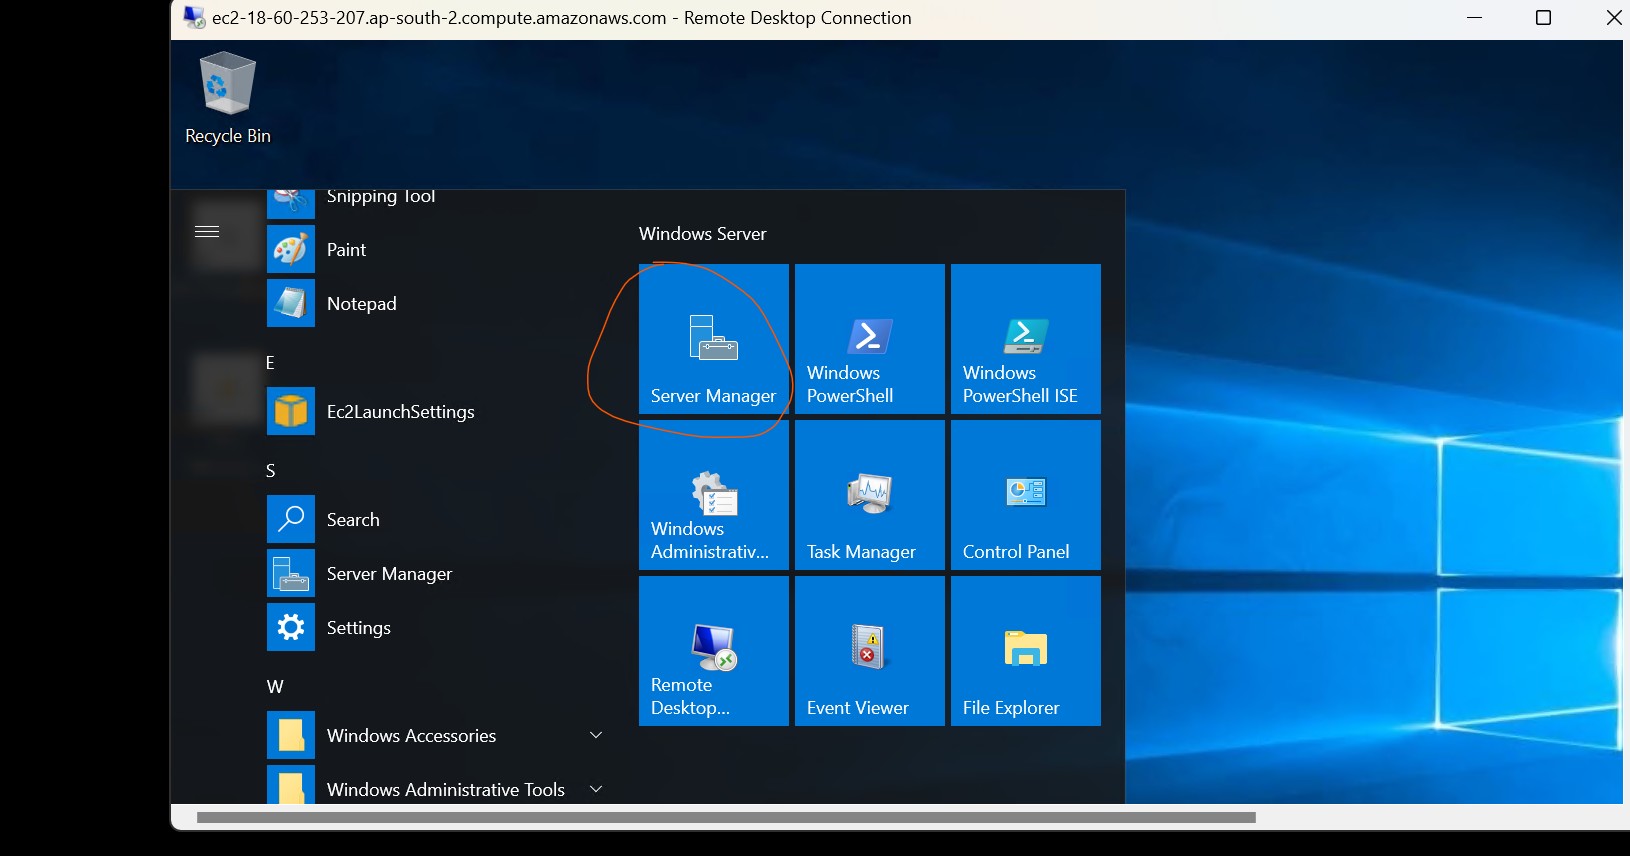 ec2-18-60-253-207.ap-south-2.compute.amazonaws.com - Remote Desktop Connection
Recycle Bin
Snipping Tool
Paint
Notepad
E
Ec2LaunchSettings
S
Search
Server Manager
Settings
W
Windows Accessories
Windows Administrative Tools
Windows Server
Server Manager
Windows
PowerShell
Windows
PowerShell ISE
Windows
Administrativ...
Task Manager
Control Panel
Remote
Desktop...
Event Viewer
File Explorer